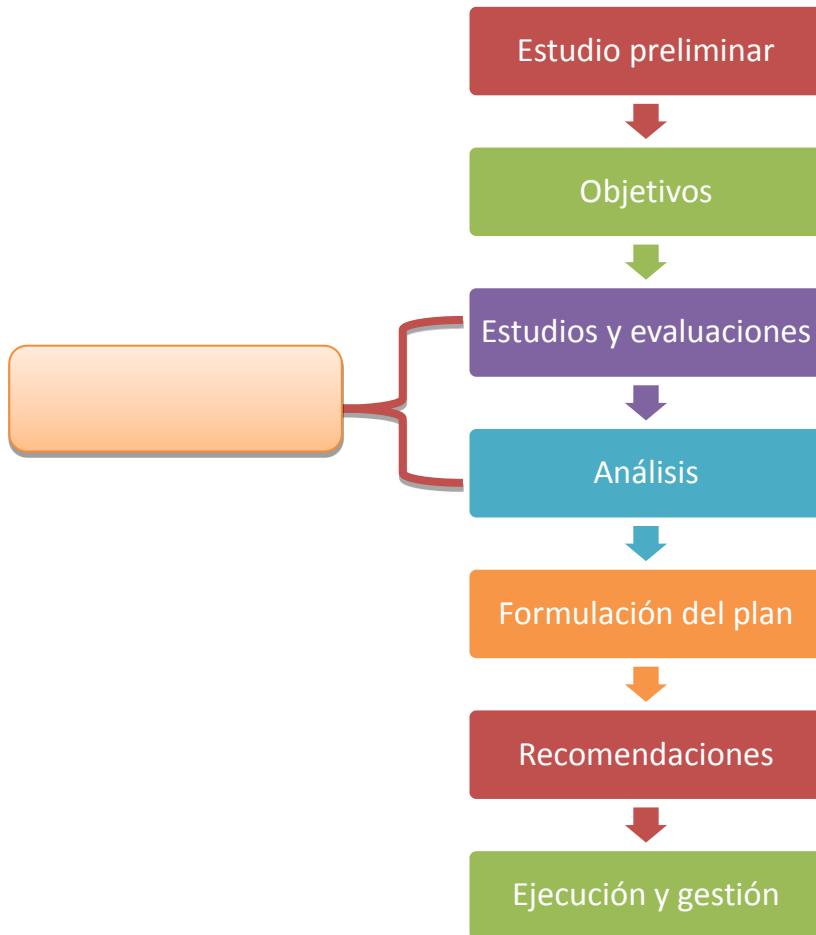 Estudio preliminar
Objetivos
Estudios y evaluaciones
Análisis
Formulación del plan
Recomendaciones
Ejecución y gestión